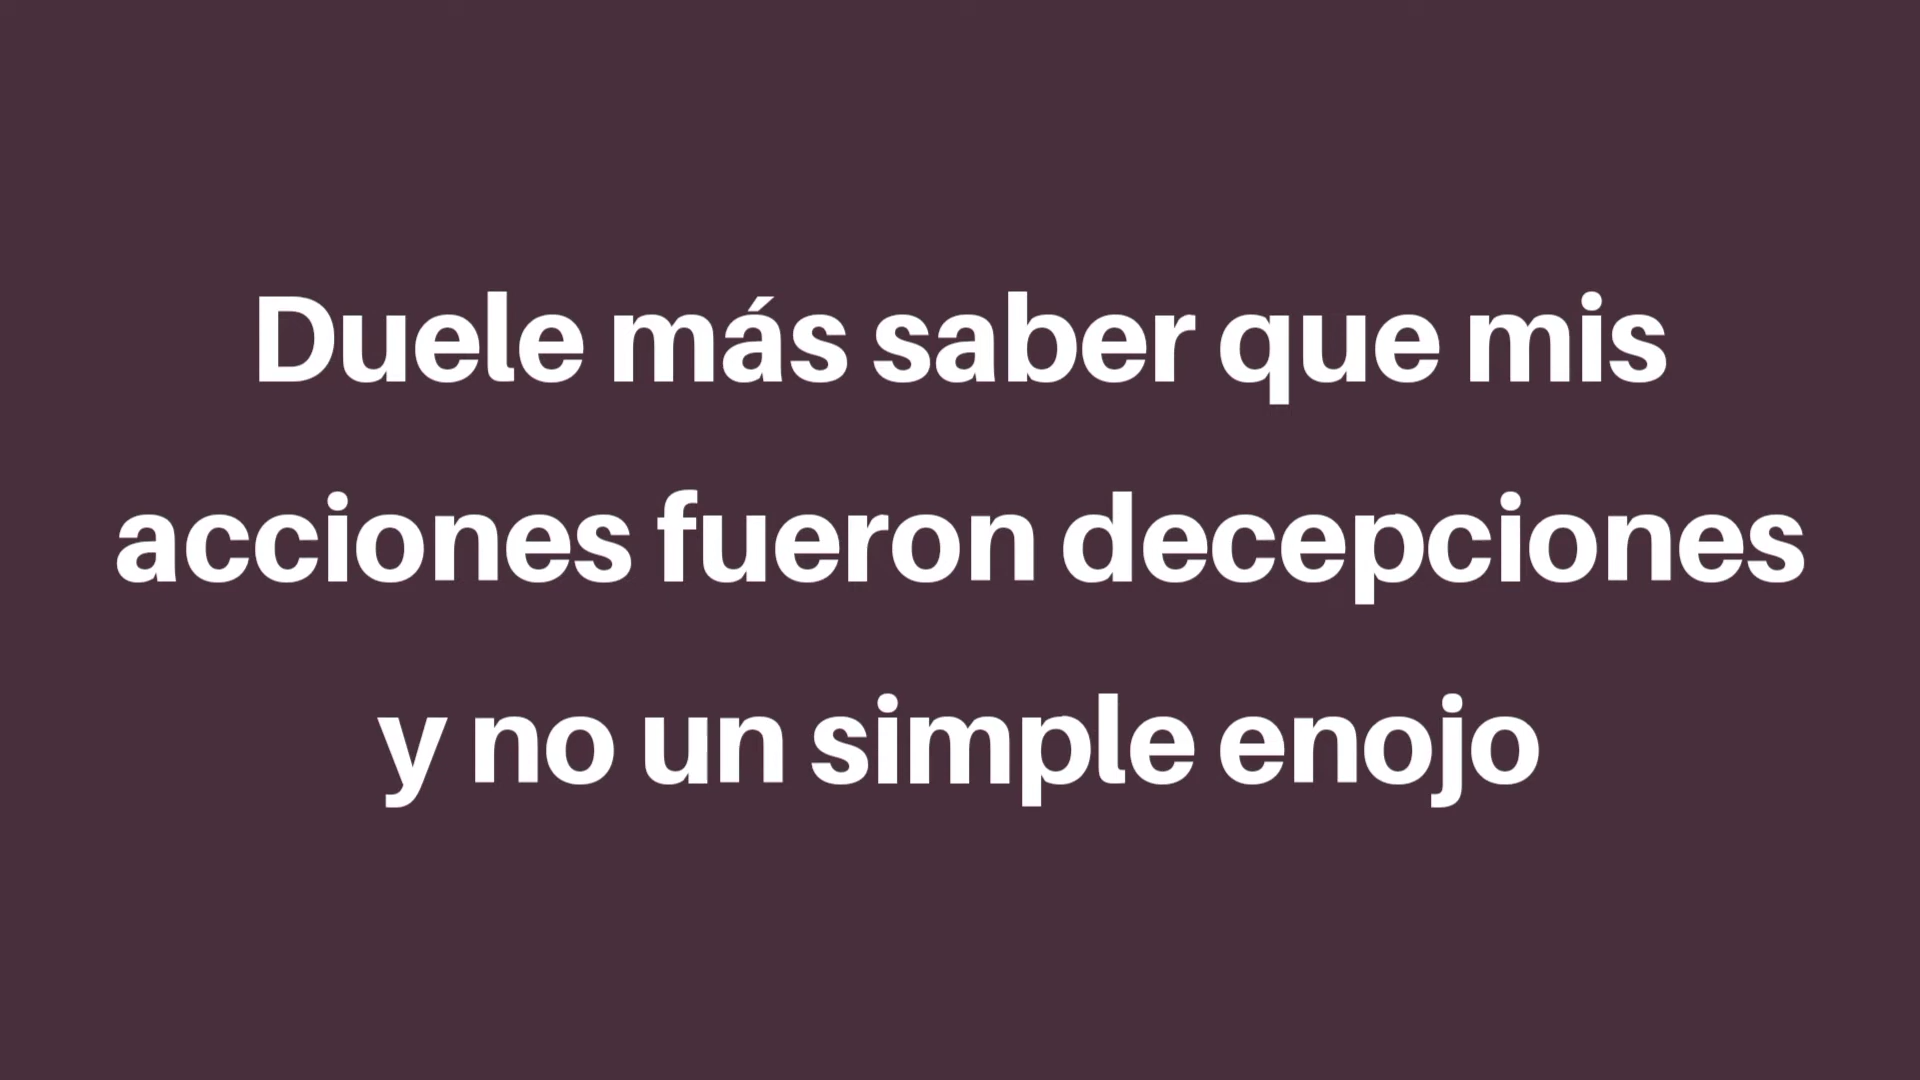 Duele más saber que mis
acciones fueron decepciones
y no un simple enojo